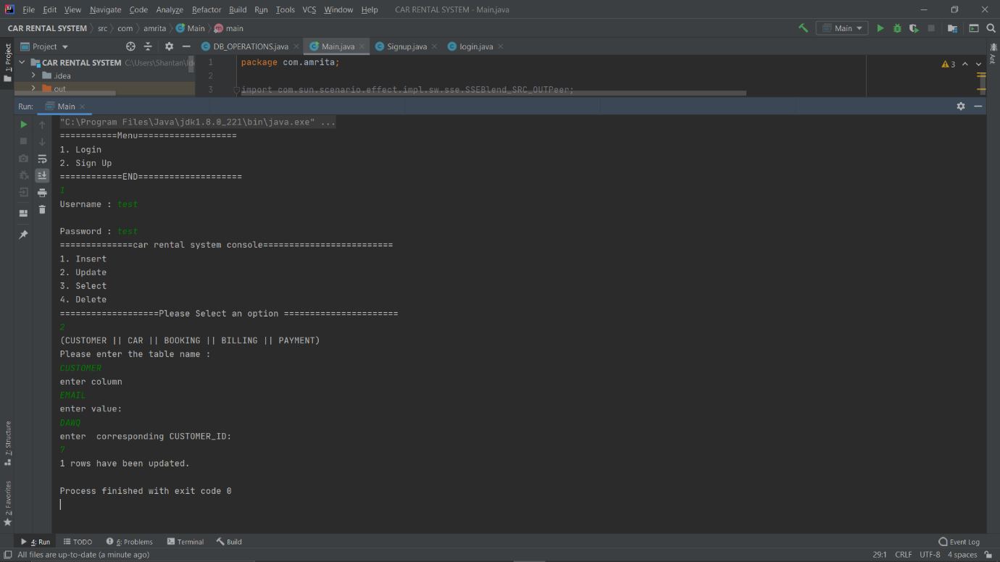 File Edit View Navigate Code Analyze Refactor Build Run Tools VCS Window Help CAR RENTAL SYSTEM - Main.java
CAR RENTAL SYSTEM src com amrita Main main
Main
1: Project
Project
DB_OPERATIONS.java Main.java Signup.java login.java
Ant
CAR RENTAL SYSTEM C:\Users\Shantan\Ide
.idea
out
1 package com.amrita;
2
3 import com.sun.scenario.effect.impl.sw.sse.SSEBlend_SRC_OUTPeer;
3
Run: Main
"C:\Program Files\Java\jdk1.8.0_221\bin\java.exe" ...
===========Menu===================
1. Login
2. Sign Up
============END====================
1
Username : test
Password : test
==============car rental system console=========================
1. Insert
2. Update
3. Select
4. Delete
===================Please Select an option ======================
2
(CUSTOMER || CAR || BOOKING || BILLING || PAYMENT)
Please enter the table name :
CUSTOMER
enter column
EMAIL
enter value:
DAWQ
enter  corresponding CUSTOMER_ID:
7
1 rows have been updated.
Process finished with exit code 0
7: Structure
2: Favorites
4: Run TODO 6: Problems Terminal Build Event Log
All files are up-to-date (a minute ago) 29:1 CRLF UTF-8 4 spaces